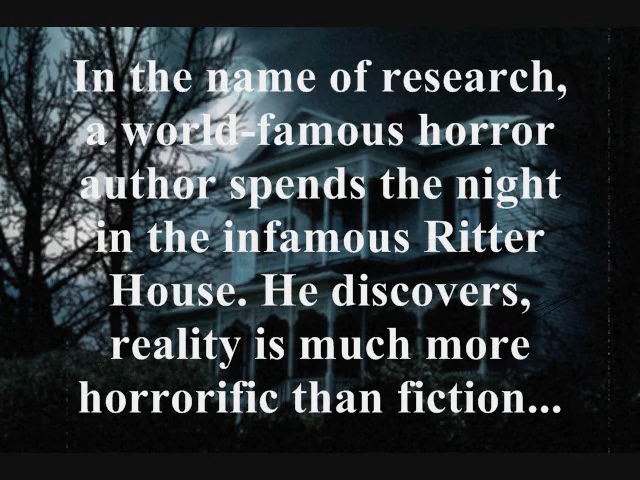 In the name of research,
a world-famous horror
author spends the night
in the infamous Ritter
House. He discovers,
reality is much more
horrorific than fiction...